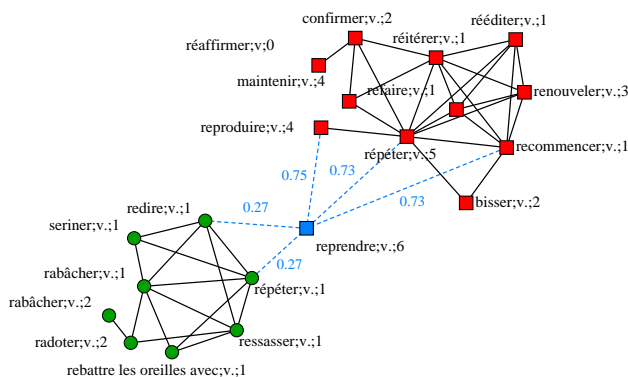 confirmer;v.;2
rééditer;v.;1
réitérer;v.;1
réaffirmer;v;0
maintenir;v.;4
refaire;v.;1
renouveler;v.;3
reproduire;v.;4
répéter;v.;5
recommencer;v.;1
0.75
0.73
redire;v.;1
0.27
0.73
bisser;v.;2
seriner;v.;1
reprendre;v.;6
0.27
rabâcher;v.;1
répéter;v.;1
rabâcher;v.;2
radoter;v.;2
ressasser;v.;1
rebattre les oreilles avec;v.;1